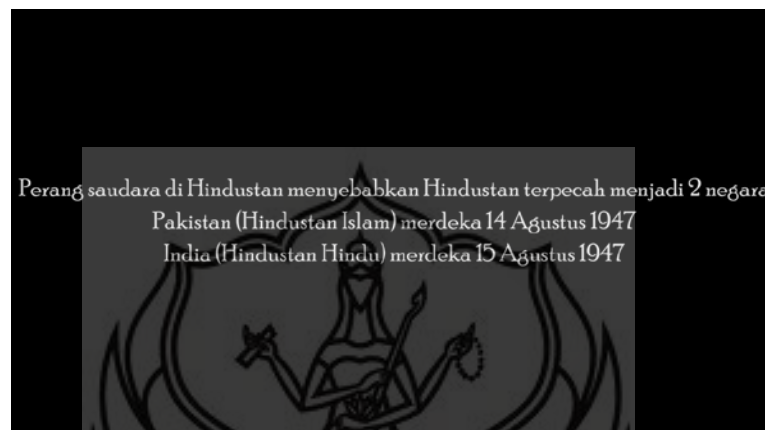 Perang saudara di Hindustan menyebabkan Hindustan terpecah menjadi 2 negara
Pakistan (Hindustan Islam) merdeka 14 Agustus 1947
India (Hindustan Hindu) merdeka 15 Agustus 1947